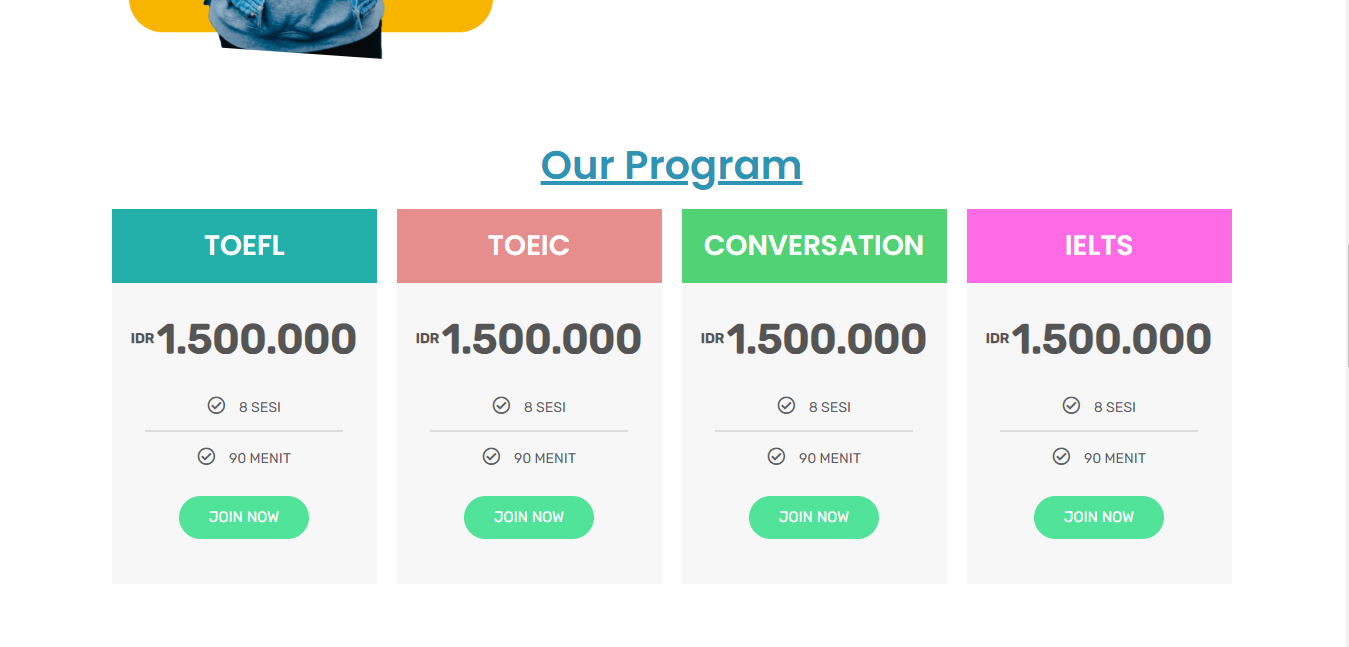 Our Program
TOEFL
IDR 1.500.000
8 SESI
90 MENIT
JOIN NOW
TOEIC
IDR 1.500.000
8 SESI
90 MENIT
JOIN NOW
CONVERSATION
IDR 1.500.000
8 SESI
90 MENIT
JOIN NOW
IELTS
IDR 1.500.000
8 SESI
90 MENIT
JOIN NOW